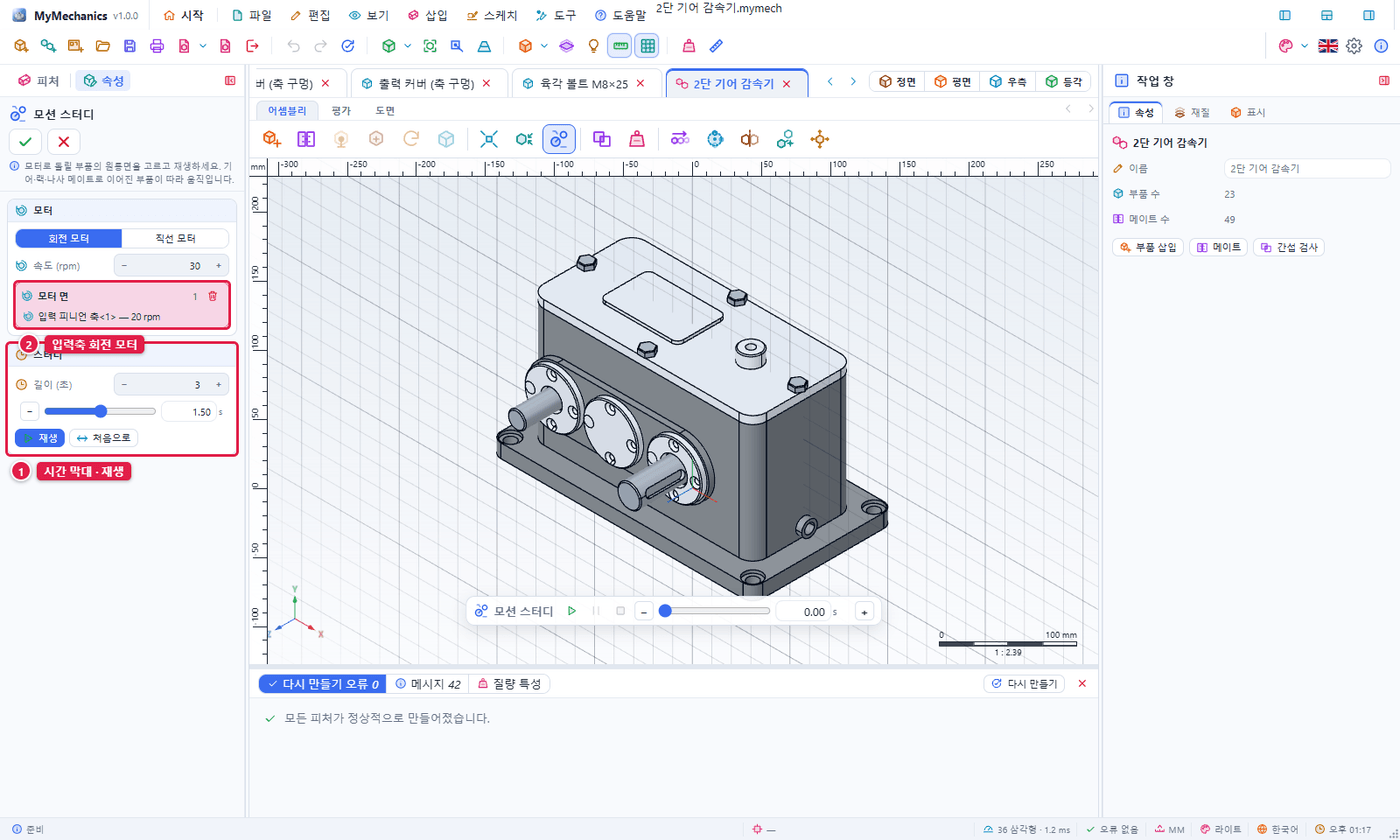 MyMechanics v1.0.0 시작 파일 편집 보기 삽입 스케치 도구 도움말 2단 기어 감속기.mymech
피처 속성
버 (축 구멍) 출력 커버 (축 구멍) 육각 볼트 M8×25 2단 기어 감속기 정면 평면 우측 등각
작업 창
모션 스터디
어셈블리 평가 도면
속성 재질 표시
모터로 돌릴 부품의 원통면을 고르고 재생하세요. 기
어·랙·나사 메이트로 이어진 부품이 따라 움직입니다.
2단 기어 감속기
이름 2단 기어 감속기
부품 수 23
메이트 수 49
부품 삽입 메이트 간섭 검사
모터
회전 모터 직선 모터
속도 (rpm) − 30 +
모터 면 1
입력 피니언 축<1> — 20 rpm
2 입력축 회전 모터
스터디
길이 (초) − 3 +
− 1.50 s
재생 처음으로
1 시간 막대 · 재생
mm -300 -250 -200 -150 -100 -50 0 50 100 150 200 250
200
150
100
50
0
-50
-100
Y
Z X
모션 스터디 − 0.00 s +
0 100 mm
1 : 2.39
다시 만들기 오류 0 메시지 42 질량 특성 다시 만들기
모든 피처가 정상적으로 만들어졌습니다.
준비 — 36 삼각형 · 1.2 ms 오류 없음 MM 라이트 한국어 오후 01:17